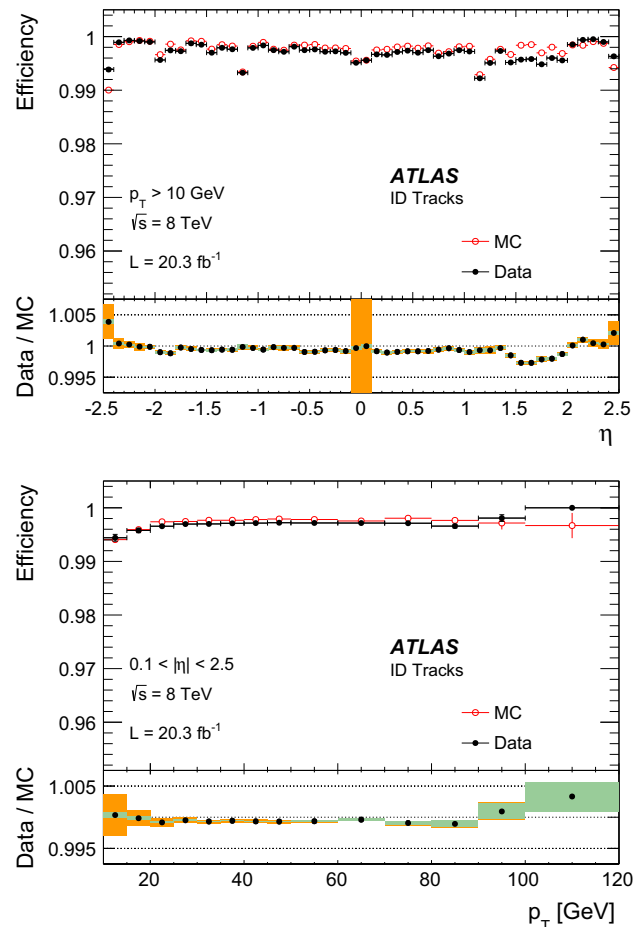 Efficiency
1
0.99
0.98
0.97
0.96
ATLAS
ID Tracks
p_T > 10 GeV
√s = 8 TeV
L = 20.3 fb⁻¹
MC
Data
Data / MC
1.005
1
0.995
-2.5 -2 -1.5 -1 -0.5 0 0.5 1 1.5 2 2.5
η
Efficiency
1
0.99
0.98
0.97
0.96
ATLAS
ID Tracks
0.1 < |η| < 2.5
√s = 8 TeV
L = 20.3 fb⁻¹
MC
Data
Data / MC
1.005
1
0.995
20 40 60 80 100 120
p_T [GeV]